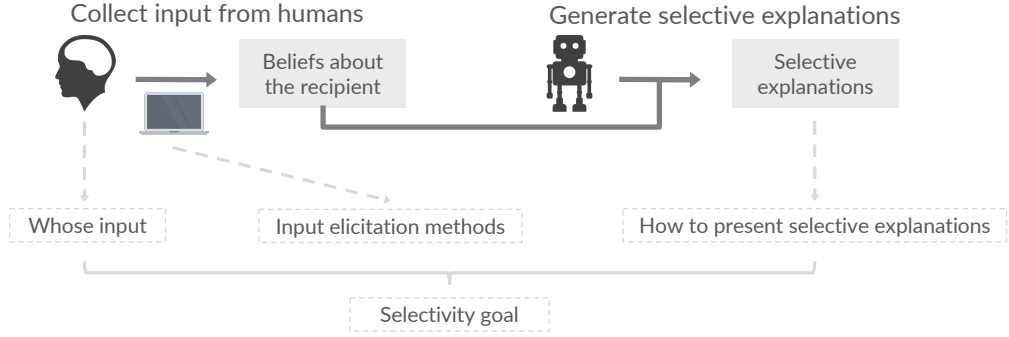 Collect input from humans
Generate selective explanations
Beliefs about
the recipient
Selective
explanations
Whose input
Input elicitation methods
How to present selective explanations
Selectivity goal